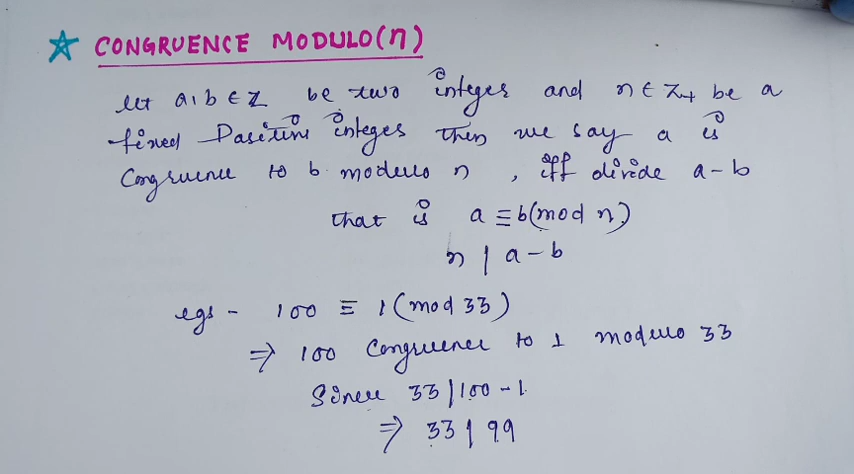 ☆ CONGRUENCE MODULO(n)
let a,b ∈ Z be two integes and n ∈ Z+ be a
fixed Positive integes then we say a is
Congruence to b modulo n , iff divide a-b
that is a ≡ b(mod n)
n | a-b
egs - 100 ≡ 1 (mod 33)
⇒ 100 Congruence to 1 modulo 33
Since 33 | 100 - 1
⇒ 33 | 99